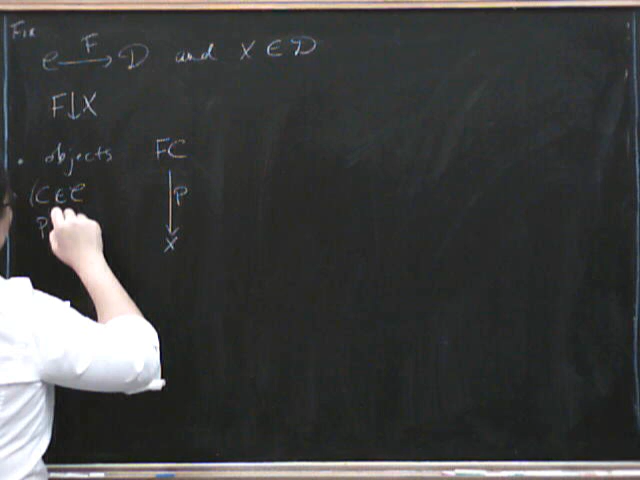 Fix
C F→ D and X ∈ D
F↓X
• objects FC
(C ∈ C ↓ P
P X